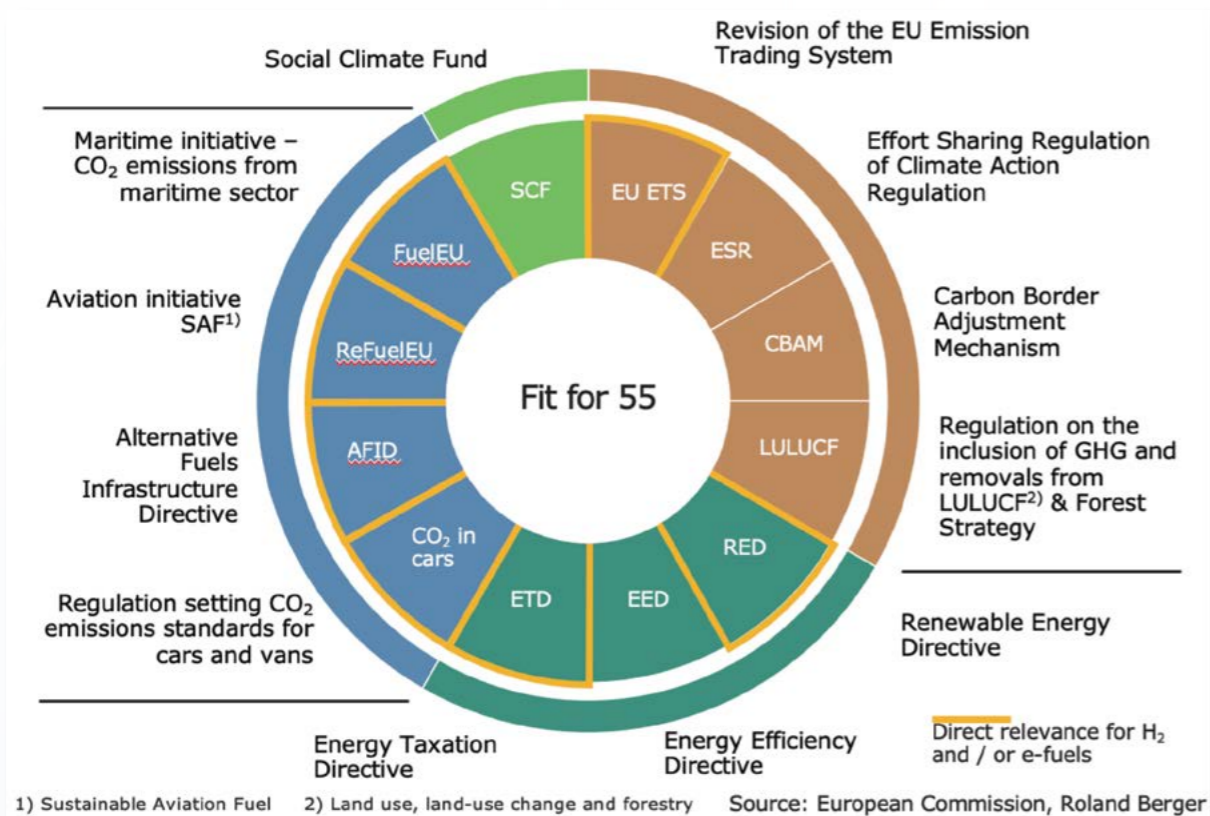 Social Climate Fund
Revision of the EU Emission
Trading System
Maritime initiative –
CO₂ emissions from
maritime sector
Effort Sharing Regulation
of Climate Action
Regulation
Aviation initiative
SAF¹⁾
Carbon Border
Adjustment
Mechanism
Alternative
Fuels
Infrastructure
Directive
Regulation on the
inclusion of GHG and
removals from
LULUCF²⁾ & Forest
Strategy
Regulation setting CO₂
emissions standards for
cars and vans
Renewable Energy
Directive
Energy Taxation
Directive
Energy Efficiency
Directive
SCF
EU ETS
FuelEU
ESR
ReFuelEU
CBAM
Fit for 55
AFID
LULUCF
CO₂ in
cars
RED
ETD
EED
Direct relevance for H₂
and / or e-fuels
1) Sustainable Aviation Fuel
2) Land use, land-use change and forestry
Source: European Commission, Roland Berger